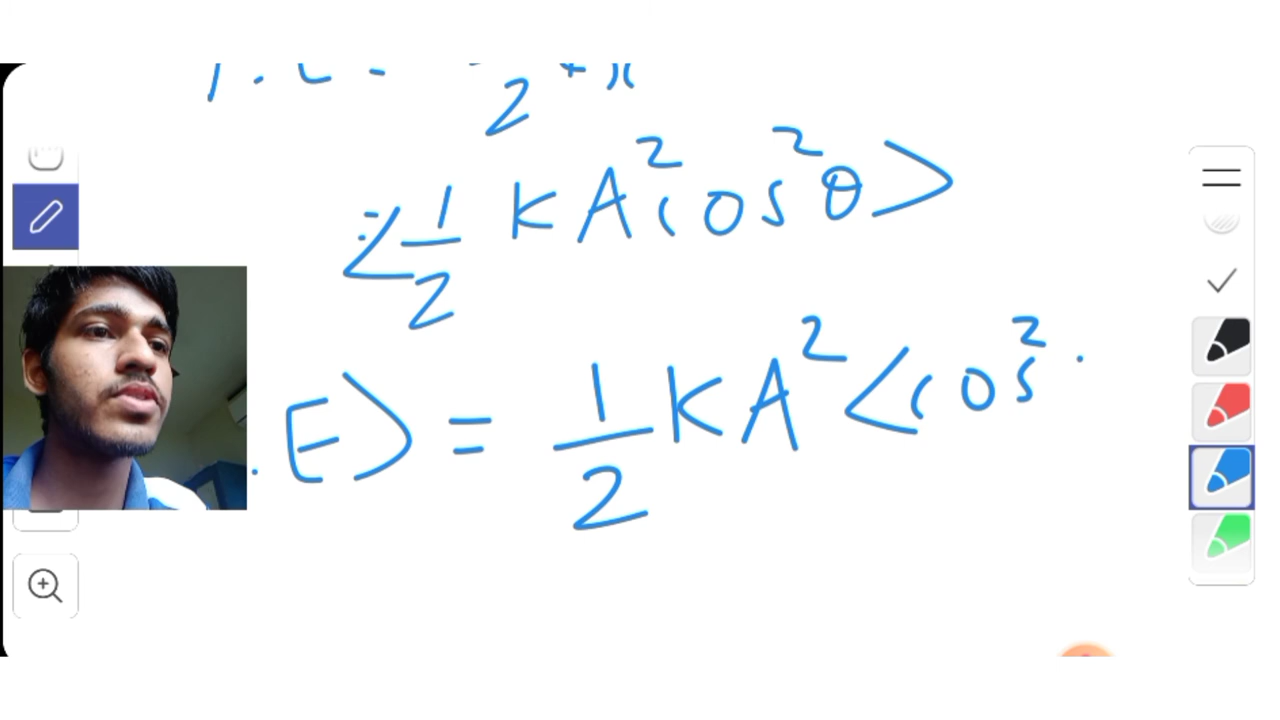 2
<1/2 KA²cos²θ>
.E> = 1/2 KA² <cos²